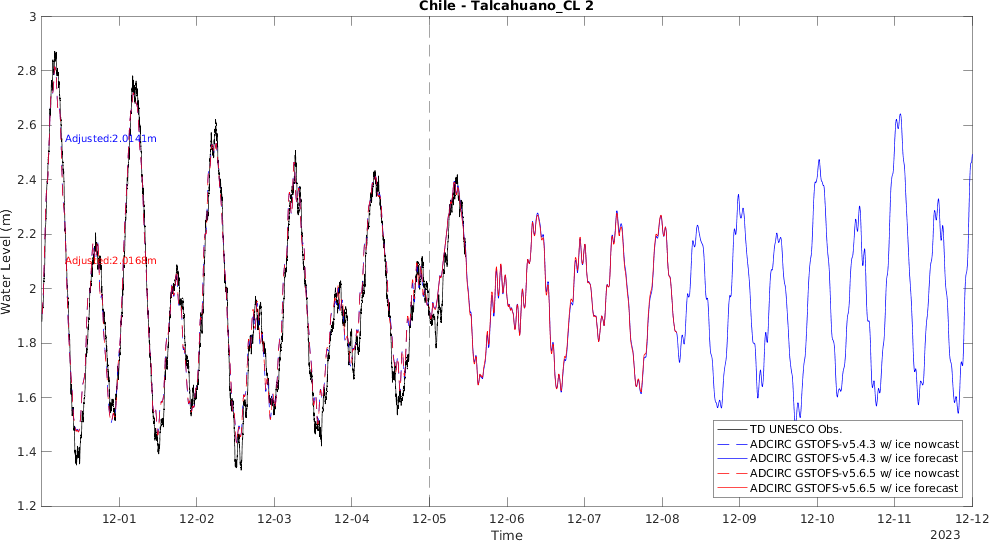 Chile - Talcahuano_CL 2
3
2.8
2.6
2.4
2.2
2
1.8
1.6
1.4
1.2
Water Level (m)
Adjusted:2.0141m
Adjusted:2.0168m
TD UNESCO Obs.
ADCIRC GSTOFS-v5.4.3 w/ ice nowcast
ADCIRC GSTOFS-v5.4.3 w/ ice forecast
ADCIRC GSTOFS-v5.6.5 w/ ice nowcast
ADCIRC GSTOFS-v5.6.5 w/ ice forecast
12-01 12-02 12-03 12-04 12-05 12-06 12-07 12-08 12-09 12-10 12-11 12-12
Time
2023